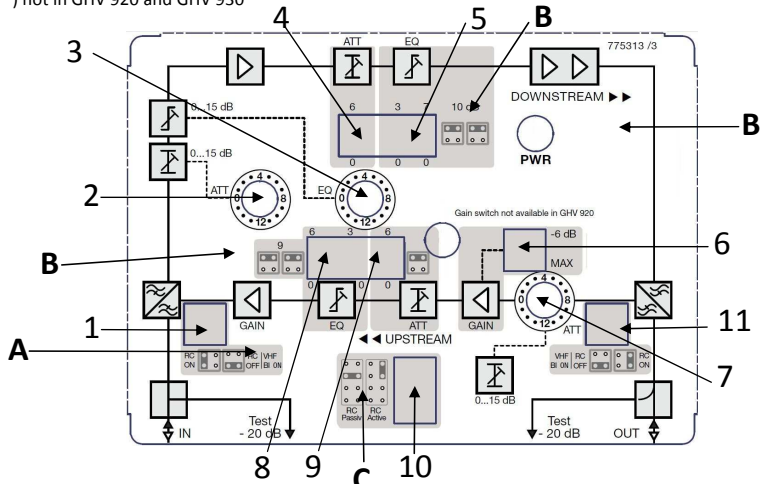 *) not in GHV 920 and GHV 930
4 5 B
ATT EQ
775313 /3
3
6 3 7 10 dB
0...15 dB
DOWNSTREAM ▶▶
B
0...15 dB
0 0 0
PWR
2
ATT 0 4 8 12
EQ 0 4 8 12
Gain switch not available in GHV 920
6 3 6
-6 dB
6
B
9
MAX
0 0 0
0 4 8 12
1
GAIN EQ ATT GAIN
ATT
11
◀◀ UPSTREAM
A
RC ON RC OFF VHF BI ON
VHF BI ON RC OFF RC ON
7
0...15 dB
RC Passiv RC Active
Test - 20 dB
Test - 20 dB
IN OUT
8 9 C 10